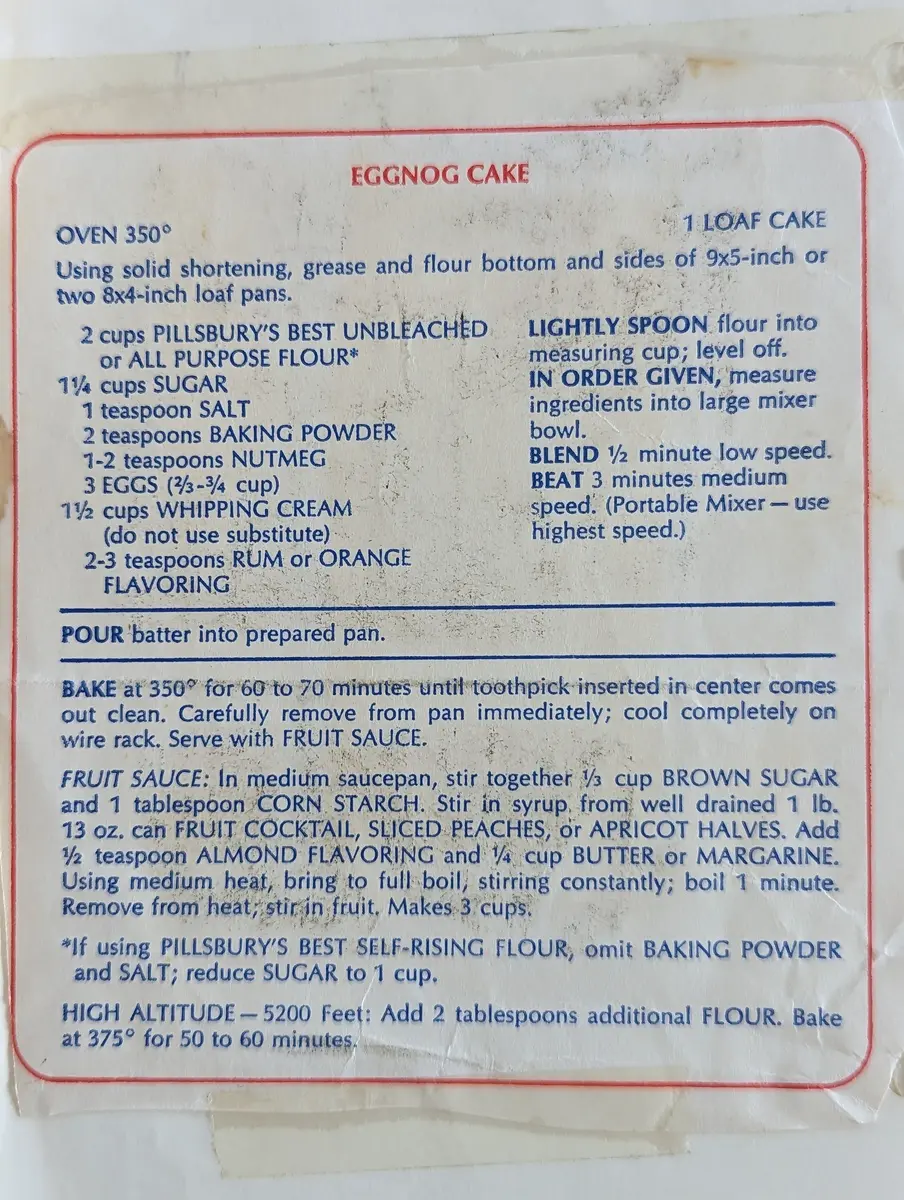 EGGNOG CAKE
OVEN 350°
1 LOAF CAKE
Using solid shortening, grease and flour bottom and sides of 9x5-inch or
two 8x4-inch loaf pans.
2 cups PILLSBURY'S BEST UNBLEACHED
or ALL PURPOSE FLOUR*
1¼ cups SUGAR
1 teaspoon SALT
2 teaspoons BAKING POWDER
1-2 teaspoons NUTMEG
3 EGGS (⅔-¾ cup)
1½ cups WHIPPING CREAM
(do not use substitute)
2-3 teaspoons RUM or ORANGE
FLAVORING
LIGHTLY SPOON flour into
measuring cup; level off.
IN ORDER GIVEN, measure
ingredients into large mixer
bowl.
BLEND ½ minute low speed.
BEAT 3 minutes medium
speed. (Portable Mixer — use
highest speed.)
POUR batter into prepared pan.
BAKE at 350° for 60 to 70 minutes until toothpick inserted in center comes
out clean. Carefully remove from pan immediately; cool completely on
wire rack. Serve with FRUIT SAUCE.
FRUIT SAUCE: In medium saucepan, stir together ⅓ cup BROWN SUGAR
and 1 tablespoon CORN STARCH. Stir in syrup from well drained 1 lb.
13 oz. can FRUIT COCKTAIL, SLICED PEACHES, or APRICOT HALVES. Add
½ teaspoon ALMOND FLAVORING and ¼ cup BUTTER or MARGARINE.
Using medium heat, bring to full boil, stirring constantly; boil 1 minute.
Remove from heat; stir in fruit. Makes 3 cups.
*If using PILLSBURY'S BEST SELF-RISING FLOUR, omit BAKING POWDER
and SALT; reduce SUGAR to 1 cup.
HIGH ALTITUDE — 5200 Feet: Add 2 tablespoons additional FLOUR. Bake
at 375° for 50 to 60 minutes.